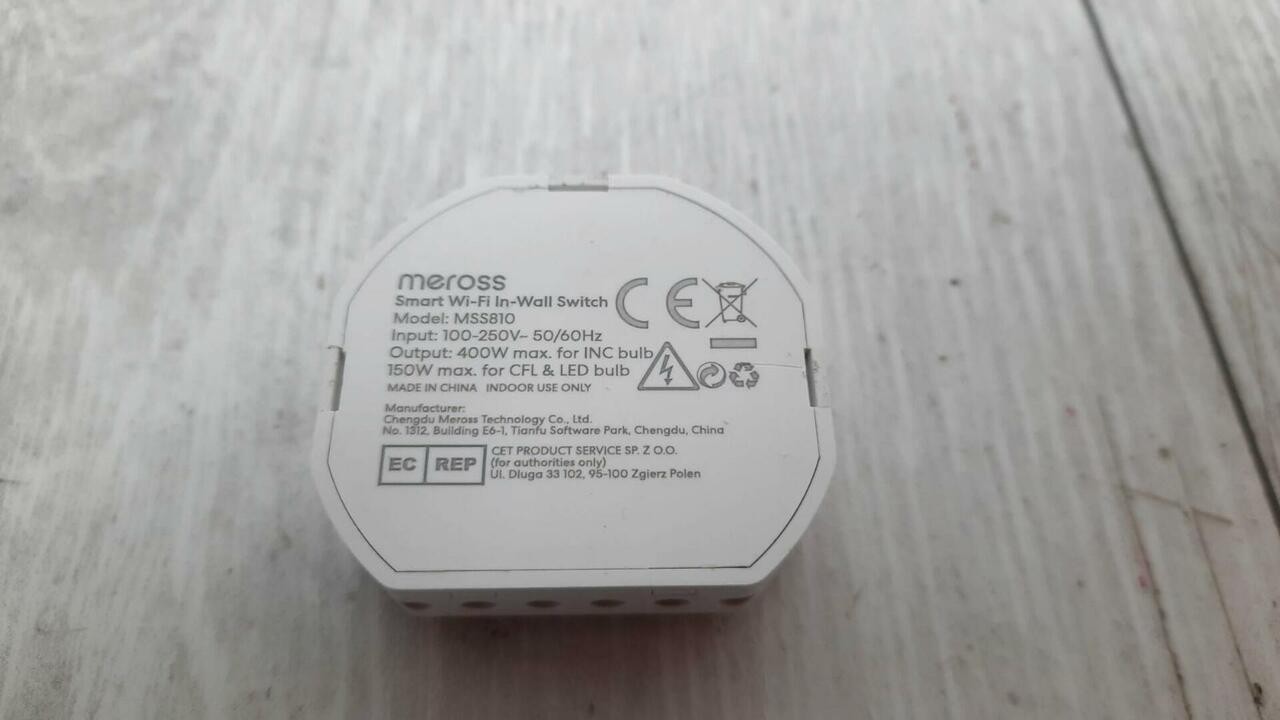 meross
Smart Wi-Fi In-Wall Switch
Model: MSS810
Input: 100-250V~ 50/60Hz
Output: 400W max. for INC bulb
150W max. for CFL & LED bulb
MADE IN CHINA INDOOR USE ONLY
CE
Manufacturer:
Chengdu Meross Technology Co., Ltd.
No. 1312, Building E6-1, Tianfu Software Park, Chengdu, China
EC REP
CET PRODUCT SERVICE SP. Z O.O.
(for authorities only)
Ul. Dluga 33 102, 95-100 Zgierz Polen